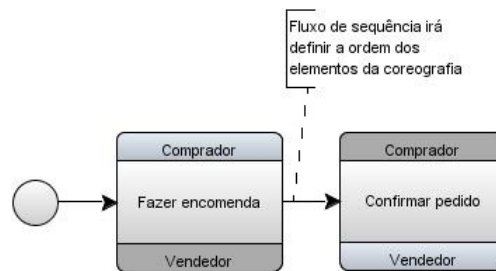 Fluxo de sequência irá
definir a ordem dos
elementos da coreografia
Comprador
Fazer encomenda
Vendedor
Comprador
Confirmar pedido
Vendedor